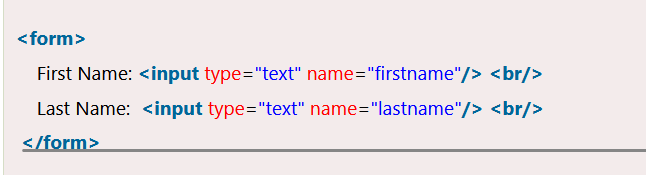 <form>
First Name: <input type="text" name="firstname"/> <br/>
Last Name: <input type="text" name="lastname"/> <br/>
</form>